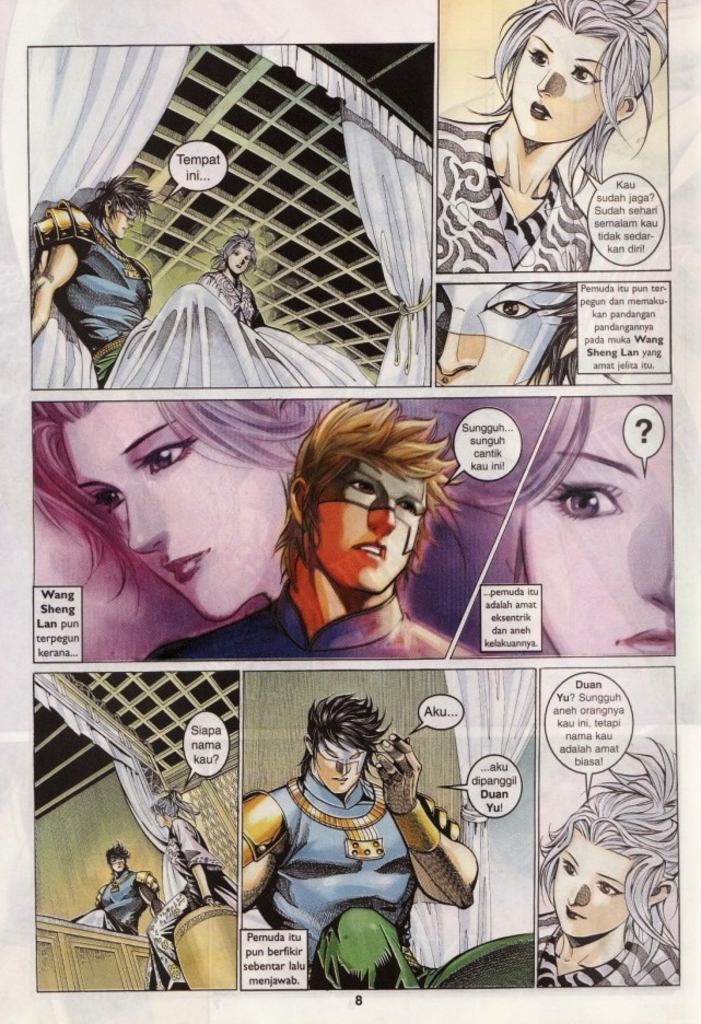 Tempat
ini...
Kau
sudah jaga?
Sudah sehari
semalam kau
tidak sedar-
kan diri!
Pemuda itu pun ter-
pegun dan memaku-
kan pandangan
pandangannya
pada muka Wang
Sheng Lan yang
amat jelita itu.
Sungguh...
sunguh
cantik
kau ini!
?
Wang
Sheng
Lan pun
terpegun
kerana...
...pemuda itu
adalah amat
eksentrik
dan aneh
kelakuannya.
Siapa
nama
kau?
Aku...
...aku
dipanggil
Duan
Yu!
Pemuda itu
pun berfikir
sebentar lalu
menjawab.
Duan
Yu? Sungguh
aneh orangnya
kau ini, tetapi
nama kau
adalah amat
biasa!
8